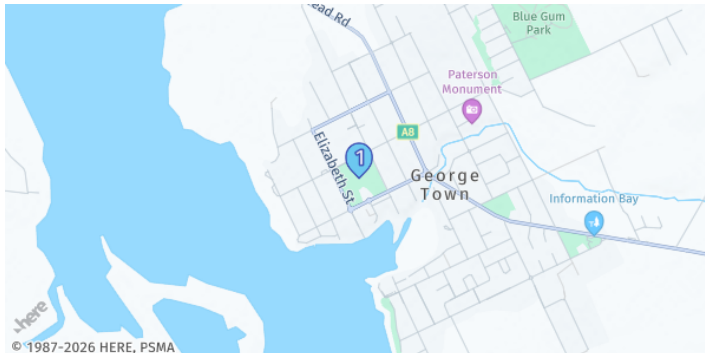 ead Rd
Blue Gum
Park
Paterson
Monument
A8
1
Elizabeth St
George
Town
Information Bay
here
© 1987-2026 HERE, PSMA